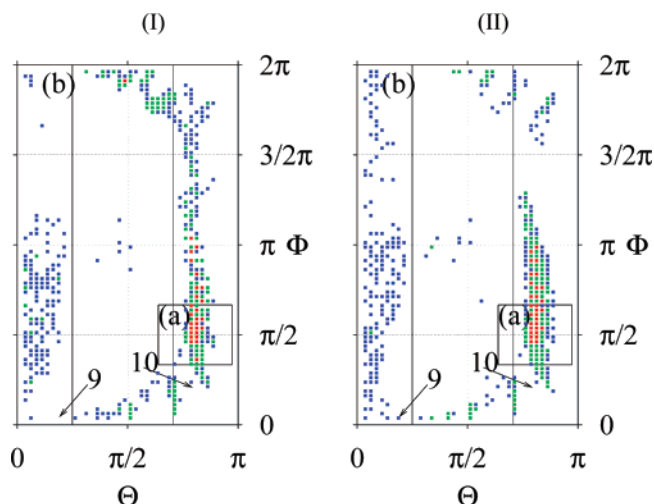 (I) (II)
(b) 2π (b) 2π
3/2π 3/2π
π Φ π Φ
(a) (a)
π/2 π/2
10 10
9 9
0 0
0 π/2 π 0 π/2 π
Θ Θ